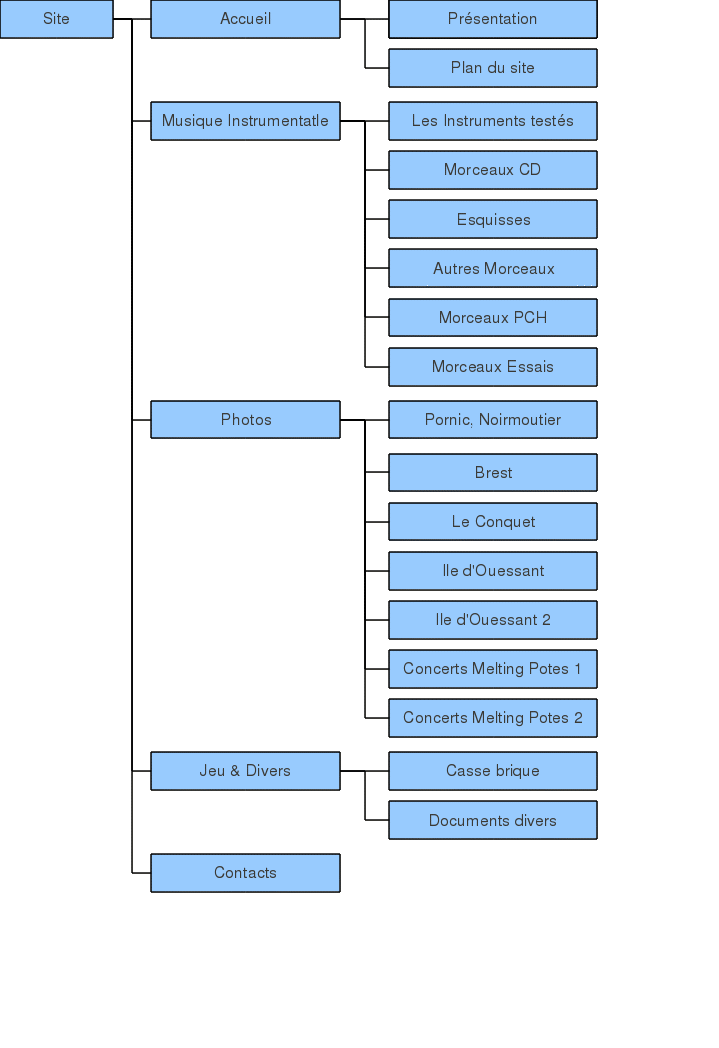 Site
Accueil
Présentation
Plan du site
Musique Instrumentatle
Les Instruments testés
Morceaux CD
Esquisses
Autres Morceaux
Morceaux PCH
Morceaux Essais
Photos
Pornic, Noirmoutier
Brest
Le Conquet
Ile d'Ouessant
Ile d'Ouessant 2
Concerts Melting Potes 1
Concerts Melting Potes 2
Jeu & Divers
Casse brique
Documents divers
Contacts